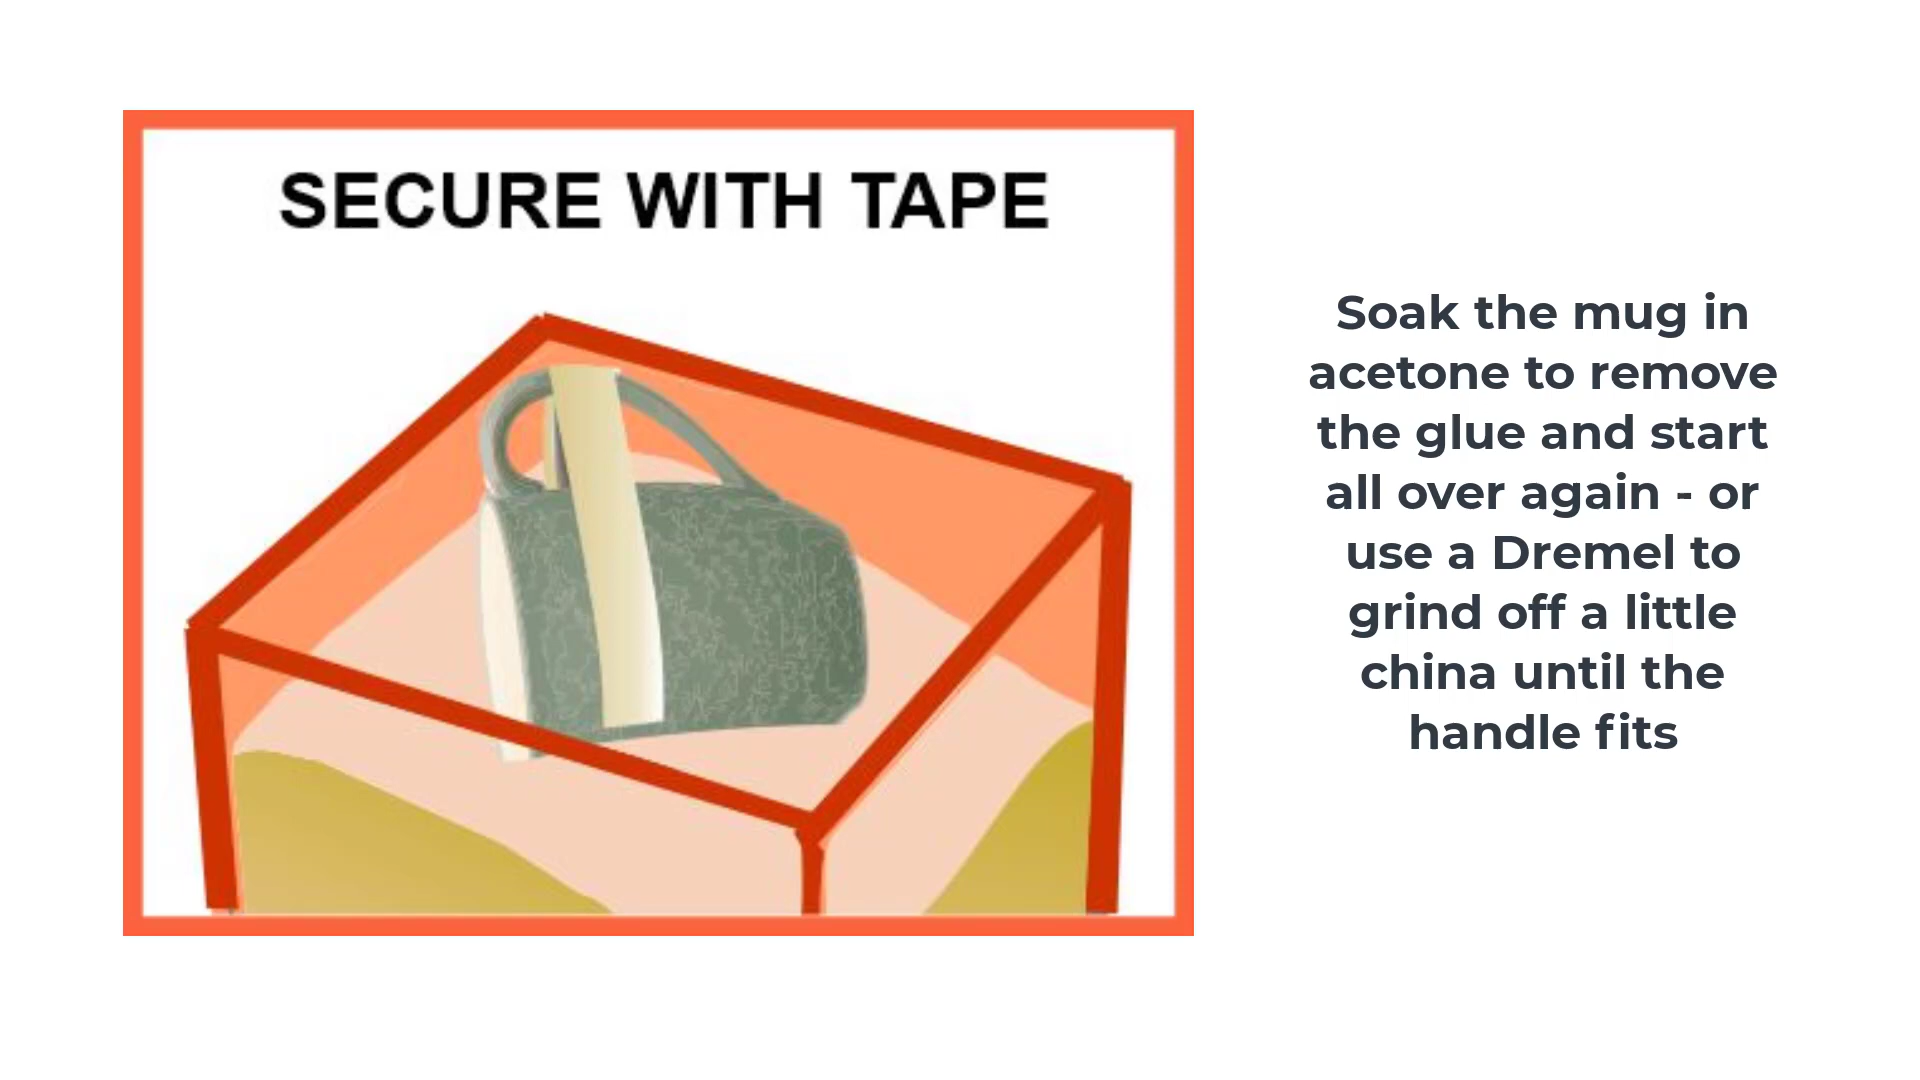 SECURE WITH TAPE
Soak the mug in
acetone to remove
the glue and start
all over again - or
use a Dremel to
grind off a little
china until the
handle fits